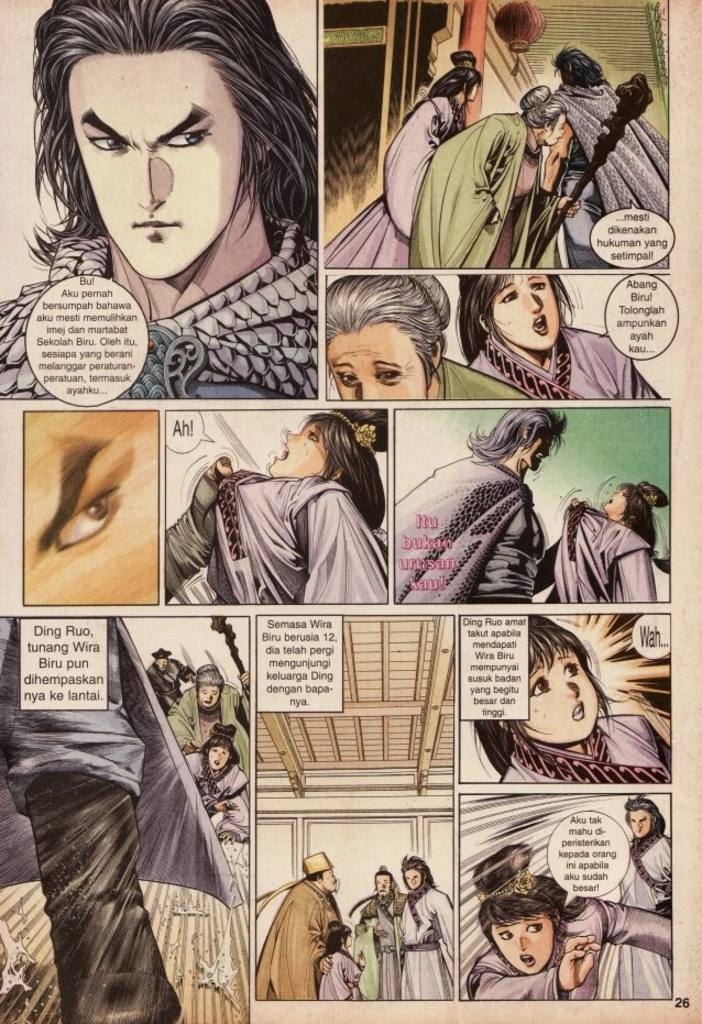 Bu!
Aku pernah
bersumpah bahawa
aku mesti memulihkan
imej dan martabat
Sekolah Biru. Oleh itu,
sesiapa yang berani
melanggar peraturan-
peratuan, termasuk
ayahku...
...mesti
dikenakan
hukuman yang
setimpal!
Abang
Biru!
Tolonglah
ampunkan
ayah
kau...
Ah!
Itu
bukan
urusan
kau!
Ding Ruo,
tunang Wira
Biru pun
dihempaskan
nya ke lantai.
Semasa Wira
Biru berusia 12,
dia telah pergi
mengunjungi
keluarga Ding
dengan bapa-
nya.
Ding Ruo amat
takut apabila
mendapati
Wira Biru
mempunyai
susuk badan
yang begitu
besar dan
tinggi.
Wah...
Aku tak
mahu di-
peristerikan
kepada orang
ini apabila
aku sudah
besar!
26